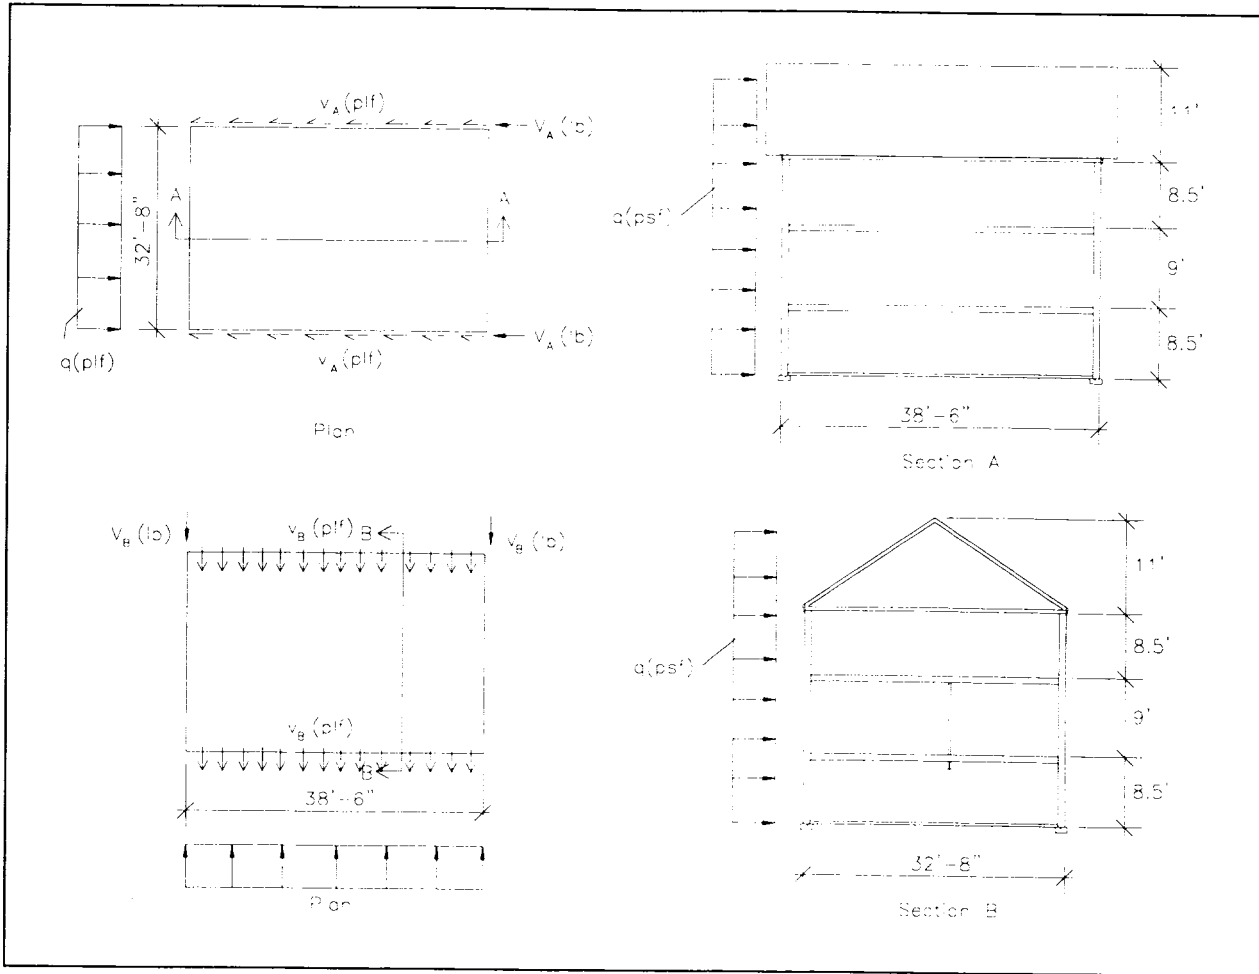 v_A (plf)
V_A (lb)
A
A
32'-8"
q(plf)
v_A (plf)
V_A (lb)
Plan
q(psf)
11'
8.5'
9'
8.5'
38'-6"
Section A
V_B (lb)
v_B (plf)
B
V_B (lb)
v_B (plf)
B
38'-6"
Plan
q(psf)
11'
8.5'
9'
8.5'
32'-8"
Section B